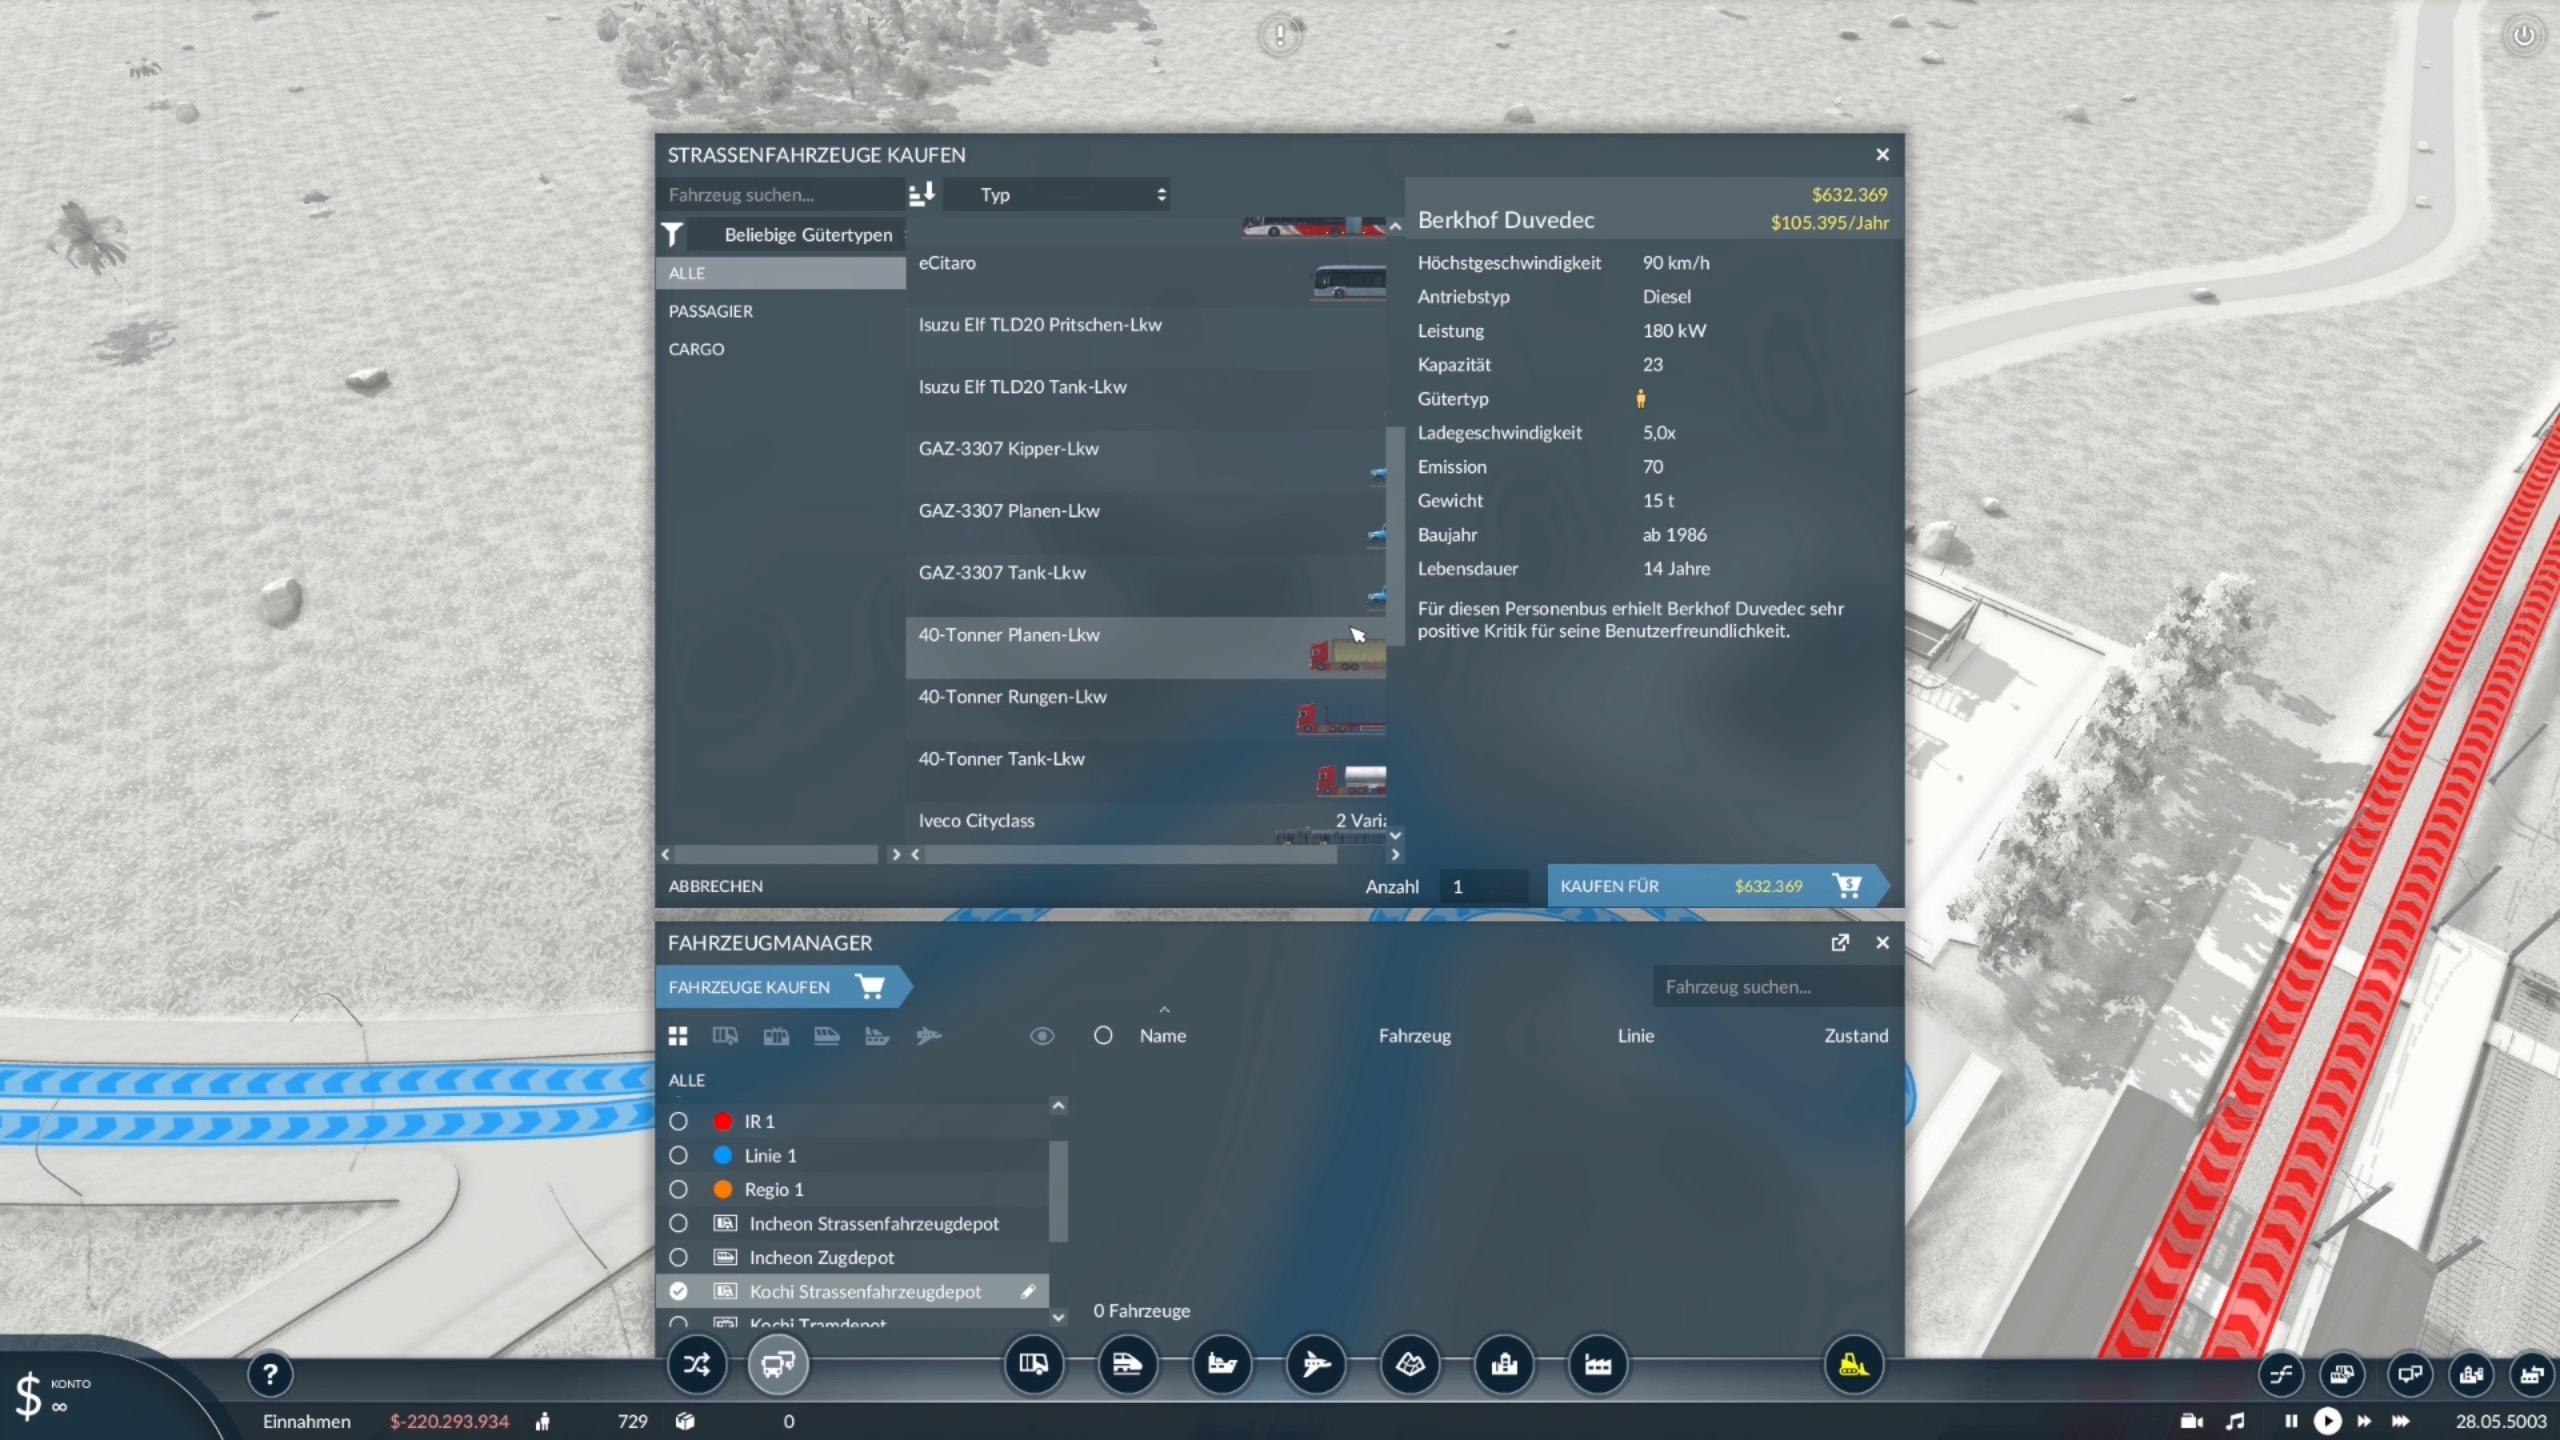 STRASSENFAHRZEUGE KAUFEN
Fahrzeug suchen...
Typ
Beliebige Gütertypen
ALLE
PASSAGIER
CARGO
eCitaro
Isuzu Elf TLD20 Pritschen-Lkw
Isuzu Elf TLD20 Tank-Lkw
GAZ-3307 Kipper-Lkw
GAZ-3307 Planen-Lkw
GAZ-3307 Tank-Lkw
40-Tonner Planen-Lkw
40-Tonner Rungen-Lkw
40-Tonner Tank-Lkw
Iveco Cityclass 2 Varia
$632.369
Berkhof Duvedec $105.395/Jahr
Höchstgeschwindigkeit 90 km/h
Antriebstyp Diesel
Leistung 180 kW
Kapazität 23
Gütertyp
Ladegeschwindigkeit 5,0x
Emission 70
Gewicht 15 t
Baujahr ab 1986
Lebensdauer 14 Jahre
Für diesen Personenbus erhielt Berkhof Duvedec sehr
positive Kritik für seine Benutzerfreundlichkeit.
ABBRECHEN Anzahl 1 KAUFEN FÜR $632.369
FAHRZEUGMANAGER
FAHRZEUGE KAUFEN Fahrzeug suchen...
Name Fahrzeug Linie Zustand
ALLE
IR 1
Linie 1
Regio 1
Incheon Strassenfahrzeugdepot
Incheon Zugdepot
Kochi Strassenfahrzeugdepot
Kochi Tramdepot
0 Fahrzeuge
$ KONTO
∞
?
Einnahmen $-220.293.934 729 0 28.05.5003